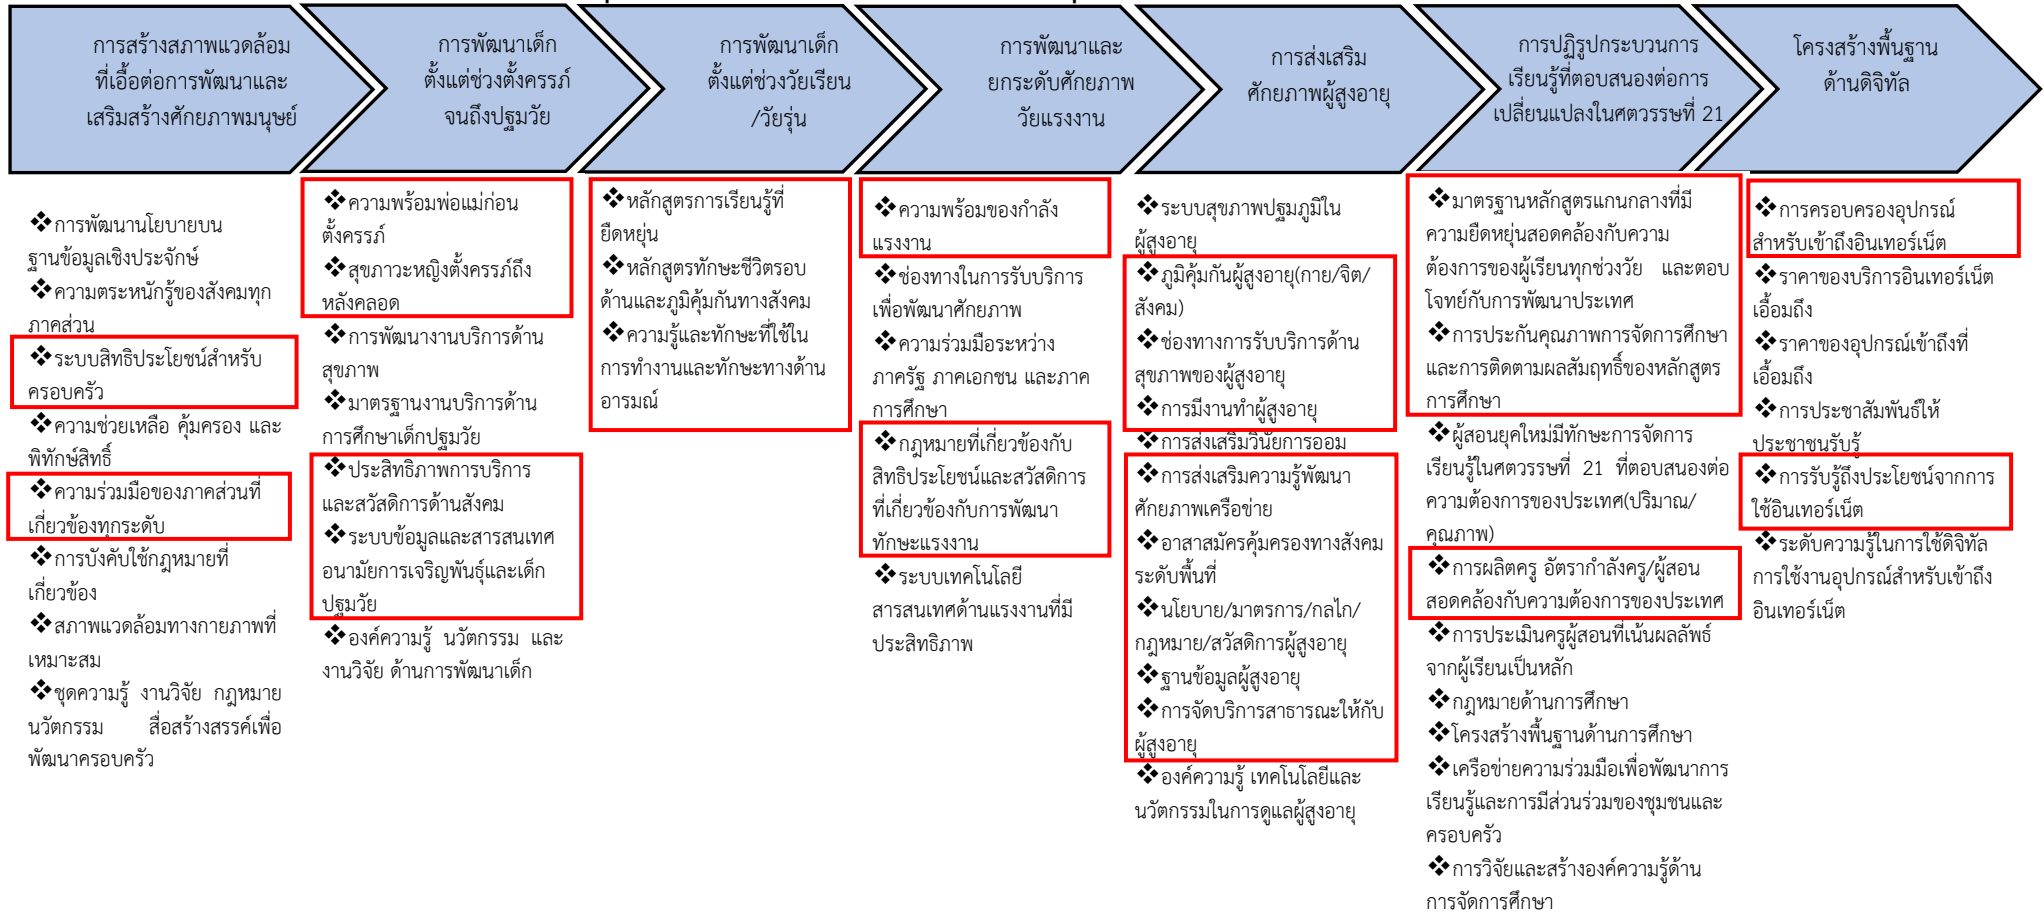 การสร้างสภาพแวดล้อม
ที่เอื้อต่อการพัฒนาและ
เสริมสร้างศักยภาพมนุษย์
การพัฒนาเด็ก
ตั้งแต่ช่วงตั้งครรภ์
จนถึงปฐมวัย
การพัฒนาเด็ก
ตั้งแต่ช่วงวัยเรียน
/วัยรุ่น
การพัฒนาและ
ยกระดับศักยภาพ
วัยแรงงาน
การส่งเสริม
ศักยภาพผู้สูงอายุ
การปฏิรูปกระบวนการ
เรียนรู้ที่ตอบสนองต่อการ
เปลี่ยนแปลงในศตวรรษที่ 21
โครงสร้างพื้นฐาน
ด้านดิจิทัล
❖การพัฒนานโยบายบน
ฐานข้อมูลเชิงประจักษ์
❖ความตระหนักรู้ของสังคมทุก
ภาคส่วน
❖ระบบสิทธิประโยชน์สำหรับ
ครอบครัว
❖ความช่วยเหลือ คุ้มครอง และ
พิทักษ์สิทธิ์
❖ความร่วมมือของภาคส่วนที่
เกี่ยวข้องทุกระดับ
❖การบังคับใช้กฎหมายที่
เกี่ยวข้อง
❖สภาพแวดล้อมทางกายภาพที่
เหมาะสม
❖ชุดความรู้ งานวิจัย กฎหมาย
นวัตกรรม สื่อสร้างสรรค์เพื่อ
พัฒนาครอบครัว
❖ความพร้อมพ่อแม่ก่อน
ตั้งครรภ์
❖สุขภาวะหญิงตั้งครรภ์ถึง
หลังคลอด
❖การพัฒนางานบริการด้าน
สุขภาพ
❖มาตรฐานงานบริการด้าน
การศึกษาเด็กปฐมวัย
❖ประสิทธิภาพการบริการ
และสวัสดิการด้านสังคม
❖ระบบข้อมูลและสารสนเทศ
อนามัยการเจริญพันธุ์และเด็ก
ปฐมวัย
❖องค์ความรู้ นวัตกรรม และ
งานวิจัย ด้านการพัฒนาเด็ก
❖หลักสูตรการเรียนรู้ที่
ยืดหยุ่น
❖หลักสูตรทักษะชีวิตรอบ
ด้านและภูมิคุ้มกันทางสังคม
❖ความรู้และทักษะที่ใช้ใน
การทำงานและทักษะทางด้าน
อารมณ์
❖ความพร้อมของกำลัง
แรงงาน
❖ช่องทางในการรับบริการ
เพื่อพัฒนาศักยภาพ
❖ความร่วมมือระหว่าง
ภาครัฐ ภาคเอกชน และภาค
การศึกษา
❖กฎหมายที่เกี่ยวข้องกับ
สิทธิประโยชน์และสวัสดิการ
ที่เกี่ยวข้องกับการพัฒนา
ทักษะแรงงาน
❖ระบบเทคโนโลยี
สารสนเทศด้านแรงงานที่มี
ประสิทธิภาพ
❖ระบบสุขภาพปฐมภูมิใน
ผู้สูงอายุ
❖ภูมิคุ้มกันผู้สูงอายุ(กาย/จิต/
สังคม)
❖ช่องทางการรับบริการด้าน
สุขภาพของผู้สูงอายุ
❖การมีงานทำผู้สูงอายุ
❖การส่งเสริมวินัยการออม
❖การส่งเสริมความรู้พัฒนา
ศักยภาพเครือข่าย
❖อาสาสมัครคุ้มครองทางสังคม
ระดับพื้นที่
❖นโยบาย/มาตรการ/กลไก/
กฎหมาย/สวัสดิการผู้สูงอายุ
❖ฐานข้อมูลผู้สูงอายุ
❖การจัดบริการสาธารณะให้กับ
ผู้สูงอายุ
❖องค์ความรู้ เทคโนโลยีและ
นวัตกรรมในการดูแลผู้สูงอายุ
❖มาตรฐานหลักสูตรแกนกลางที่มี
ความยืดหยุ่นสอดคล้องกับความ
ต้องการของผู้เรียนทุกช่วงวัย และตอบ
โจทย์กับการพัฒนาประเทศ
❖การประกันคุณภาพการจัดการศึกษา
และการติดตามผลสัมฤทธิ์ของหลักสูตร
การศึกษา
❖ผู้สอนยุคใหม่มีทักษะการจัดการ
เรียนรู้ในศตวรรษที่ 21 ที่ตอบสนองต่อ
ความต้องการของประเทศ(ปริมาณ/
คุณภาพ)
❖การผลิตครู อัตรากำลังครู/ผู้สอน
สอดคล้องกับความต้องการของประเทศ
❖การประเมินครูผู้สอนที่เน้นผลลัพธ์
จากผู้เรียนเป็นหลัก
❖กฎหมายด้านการศึกษา
❖โครงสร้างพื้นฐานด้านการศึกษา
❖เครือข่ายความร่วมมือเพื่อพัฒนาการ
เรียนรู้และการมีส่วนร่วมของชุมชนและ
ครอบครัว
❖การวิจัยและสร้างองค์ความรู้ด้าน
การจัดการศึกษา
❖การครอบครองอุปกรณ์
สำหรับเข้าถึงอินเทอร์เน็ต
❖ราคาของบริการอินเทอร์เน็ต
เอื้อมถึง
❖ราคาของอุปกรณ์เข้าถึงที่
เอื้อมถึง
❖การประชาสัมพันธ์ให้
ประชาชนรับรู้
❖การรับรู้ถึงประโยชน์จากการ
ใช้อินเทอร์เน็ต
❖ระดับความรู้ในการใช้ดิจิทัล
การใช้งานอุปกรณ์สำหรับเข้าถึง
อินเทอร์เน็ต